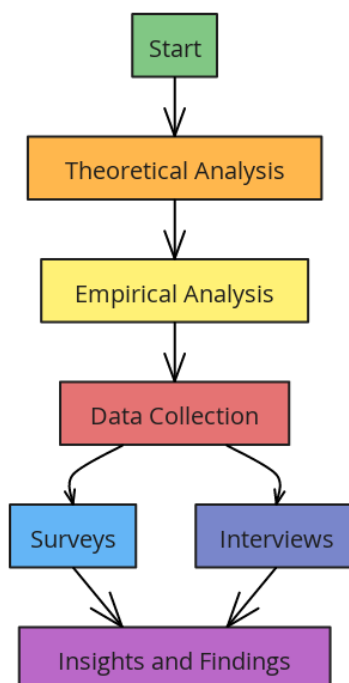 Start
Theoretical Analysis
Empirical Analysis
Data Collection
Surveys
Interviews
Insights and Findings